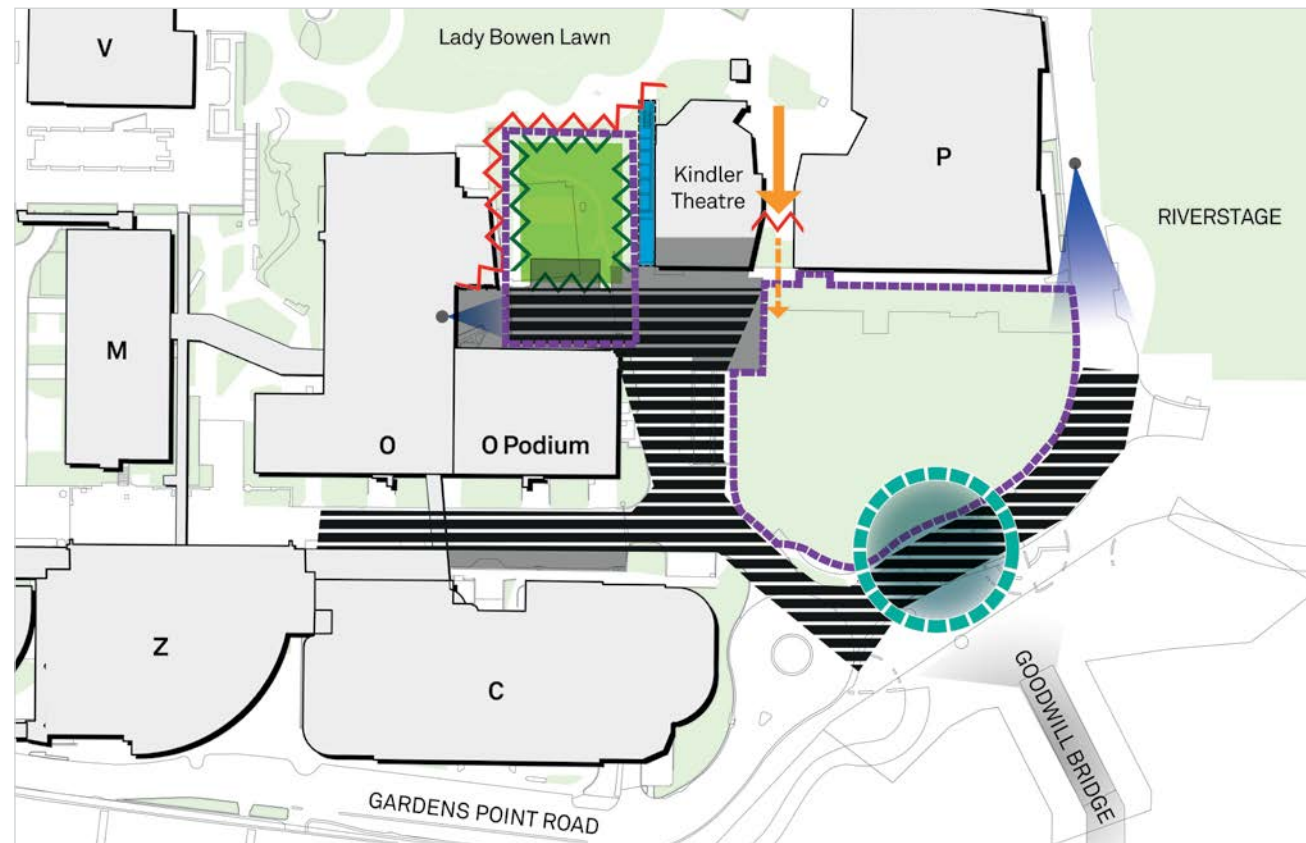 V
Lady Bowen Lawn
Kindler
Theatre
P
RIVERSTAGE
M
O
O Podium
Z
C
GOODWILL BRIDGE
GARDENS POINT ROAD